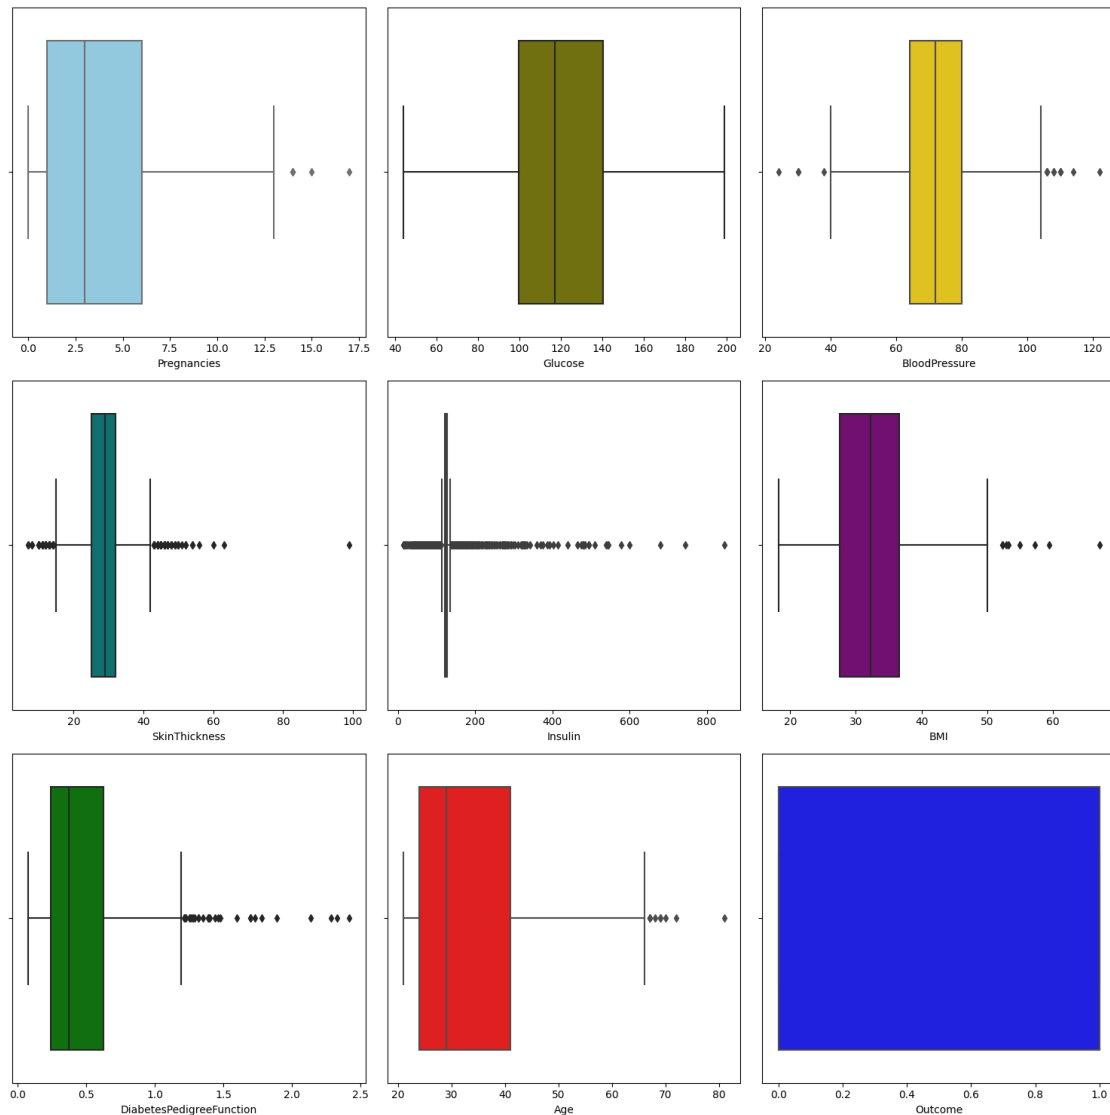 0.0 2.5 5.0 7.5 10.0 12.5 15.0 17.5
Pregnancies
40 60 80 100 120 140 160 180 200
Glucose
20 40 60 80 100 120
BloodPressure
20 40 60 80 100
SkinThickness
0 200 400 600 800
Insulin
20 30 40 50 60
BMI
0.0 0.5 1.0 1.5 2.0 2.5
DiabetesPedigreeFunction
20 30 40 50 60 70 80
Age
0.0 0.2 0.4 0.6 0.8 1.0
Outcome